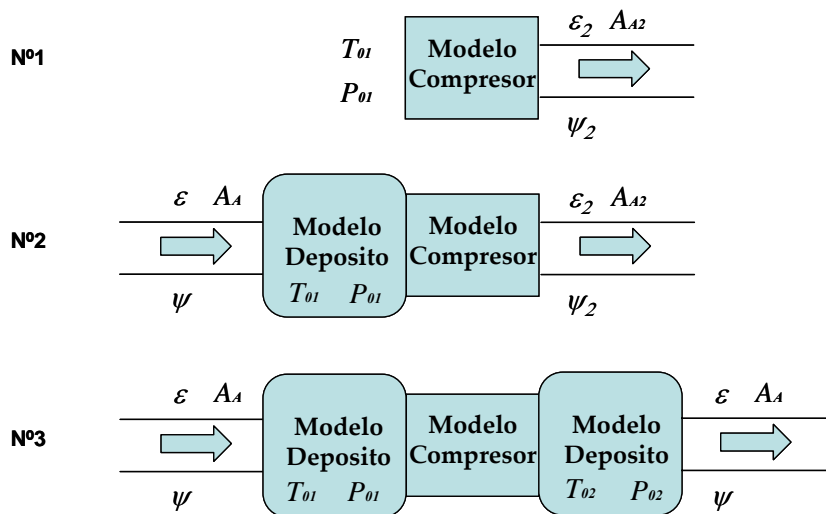 Nº1
T01
P01
Modelo
Compresor
ε2 AA2
ψ2
Nº2
ε AA
ψ
Modelo
Deposito
T01 P01
Modelo
Compresor
ε2 AA2
ψ2
Nº3
ε AA
ψ
Modelo
Deposito
T01 P01
Modelo
Compresor
Modelo
Deposito
T02 P02
ε AA
ψ